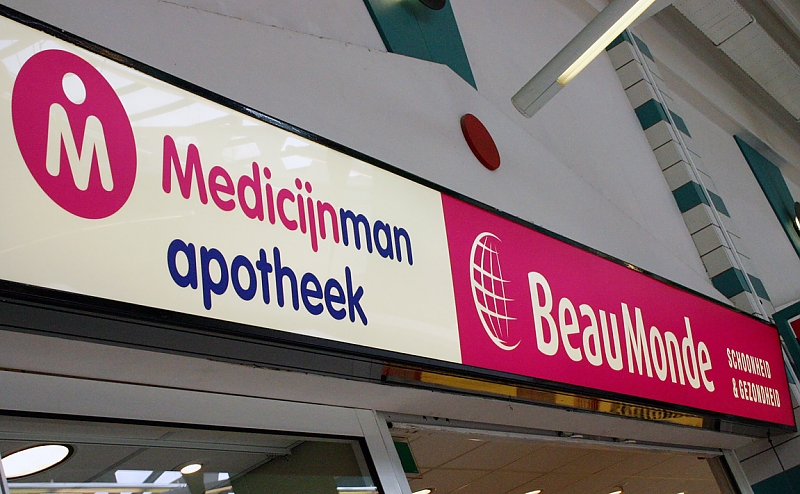 M
Medicijnman
apotheek
BeauMonde
SCHOONHEID
& GEZONDHEID